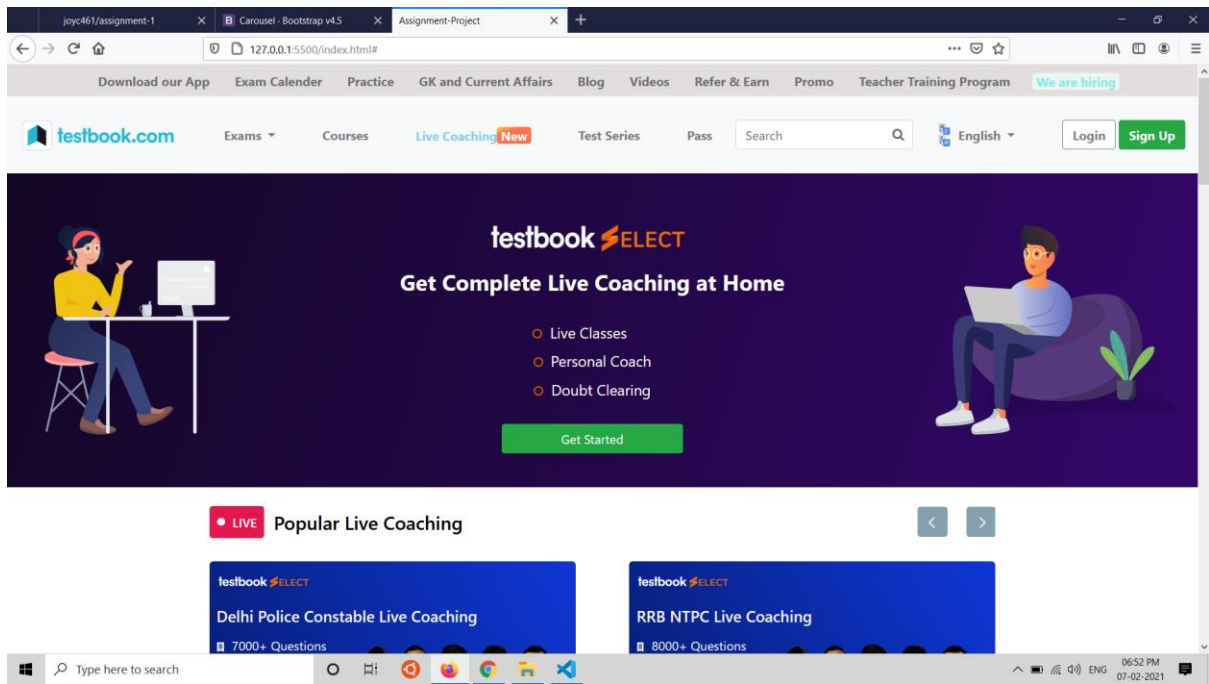 joyc461/assignment-1
B Carousel - Bootstrap v4.5
Assignment-Project
127.0.0.1:5500/index.html#
Download our App Exam Calender Practice GK and Current Affairs Blog Videos Refer & Earn Promo Teacher Training Program We are hiring
testbook.com Exams Courses Live Coaching New Test Series Pass Search English Login Sign Up
testbook SELECT
Get Complete Live Coaching at Home
Live Classes
Personal Coach
Doubt Clearing
Get Started
LIVE Popular Live Coaching
testbook SELECT
Delhi Police Constable Live Coaching
7000+ Questions
testbook SELECT
RRB NTPC Live Coaching
8000+ Questions
Type here to search
ENG
06:52 PM
07-02-2021